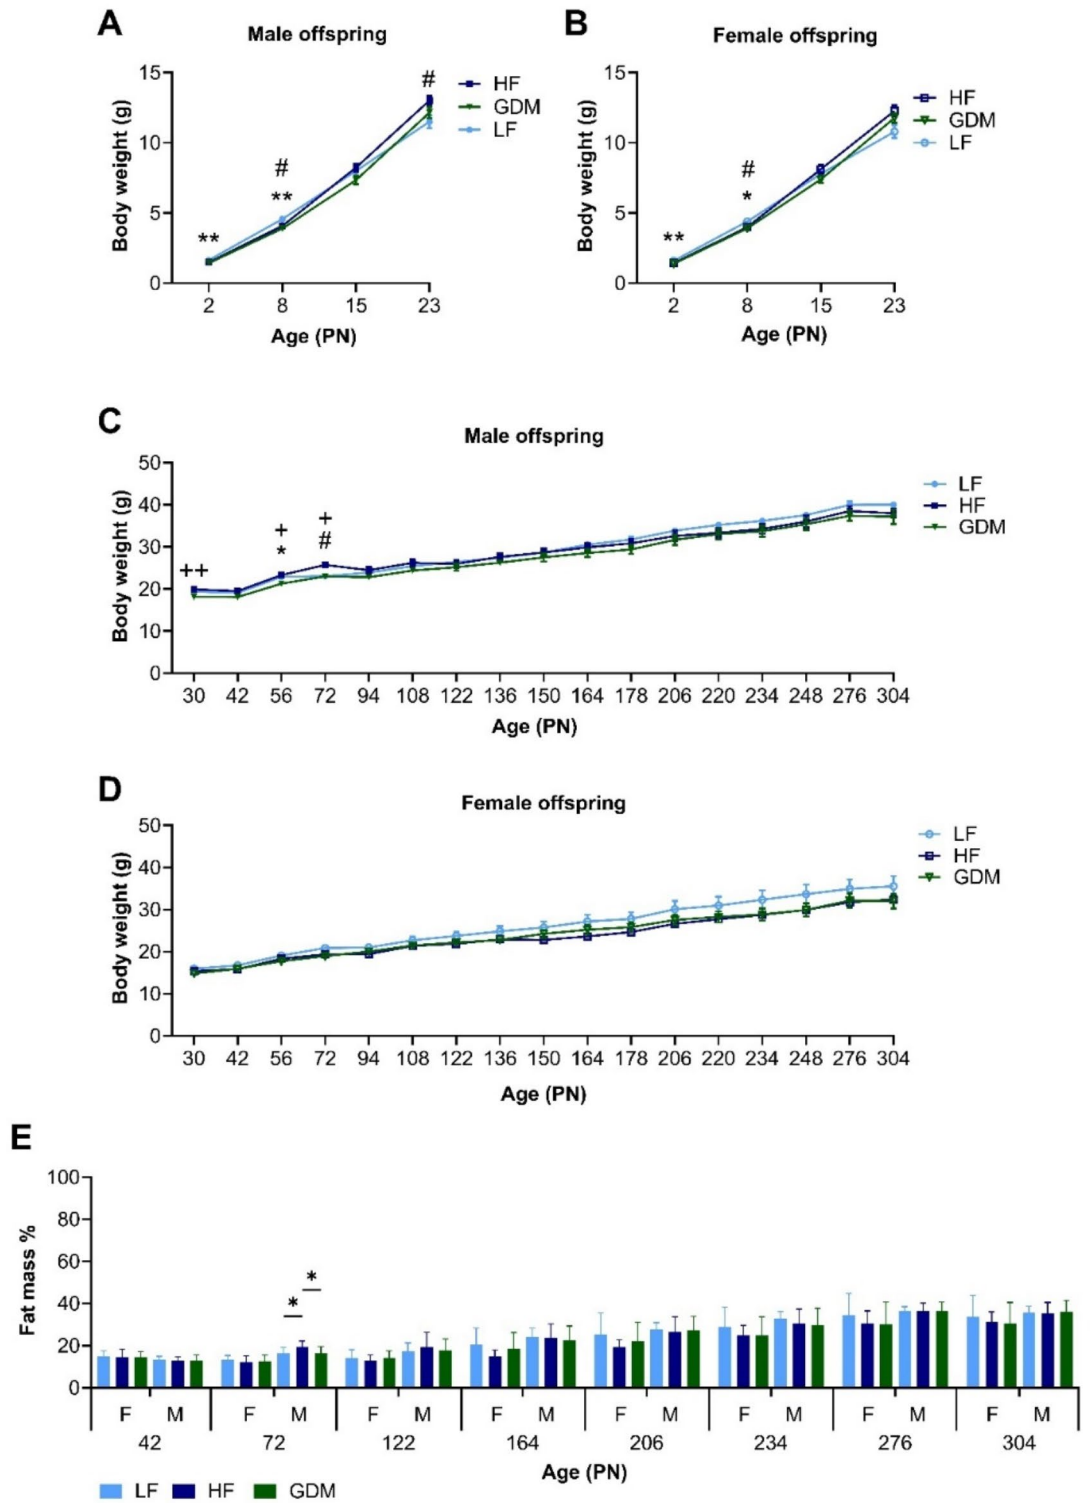 A
Male offspring
15
10
5
0
Body weight (g)
**
#
**
#
HF
GDM
LF
2 8 15 23
Age (PN)
B
Female offspring
15
10
5
0
Body weight (g)
**
#
*
HF
GDM
LF
2 8 15 23
Age (PN)
C
Male offspring
50
40
30
20
10
0
Body weight (g)
++
+
*
+
#
LF
HF
GDM
30 42 56 72 94 108 122 136 150 164 178 206 220 234 248 276 304
Age (PN)
D
Female offspring
50
40
30
20
10
0
Body weight (g)
LF
HF
GDM
30 42 56 72 94 108 122 136 150 164 178 206 220 234 248 276 304
Age (PN)
E
100
80
60
40
20
0
Fat mass %
*
*
F M F M F M F M F M F M F M F M
42 72 122 164 206 234 276 304
Age (PN)
LF HF GDM